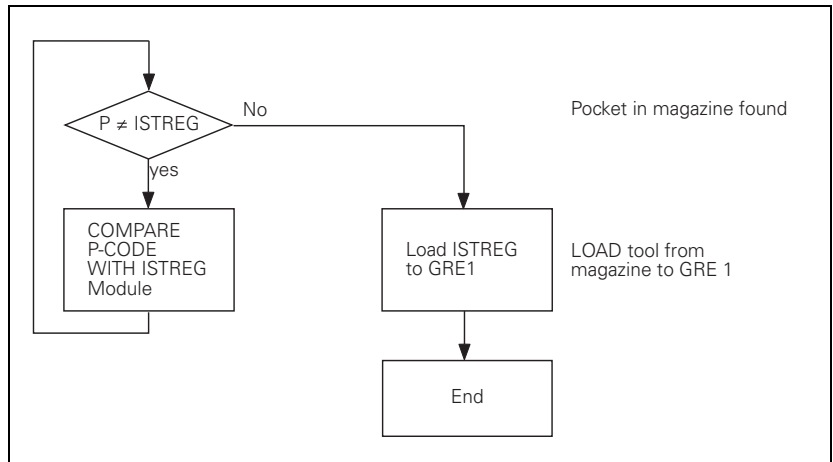 P ≠ ISTREG
No
Pocket in magazine found
yes
COMPARE
P-CODE
WITH ISTREG
Module
Load ISTREG
to GRE1
LOAD tool from
magazine to GRE 1
End